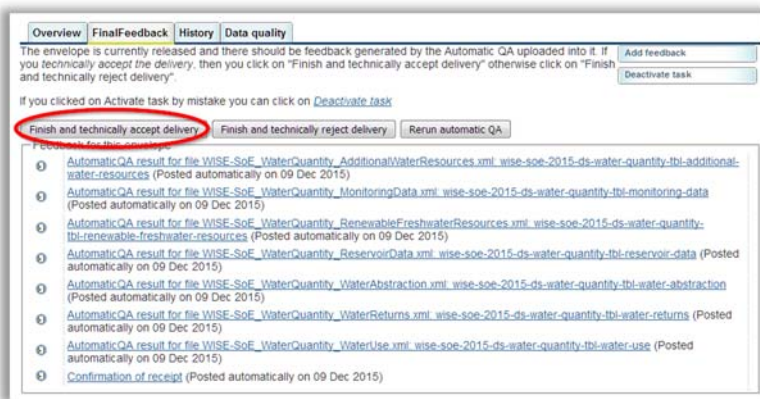 Overview FinalFeedback History Data quality
The envelope is currently released and there should be feedback generated by the Automatic QA uploaded into it. If
you technically accept the delivery, then you click on "Finish and technically accept delivery" otherwise click on "Finish
and technically reject delivery".
Add feedback
Deactivate task
If you clicked on Activate task by mistake you can click on Deactivate task
Finish and technically accept delivery Finish and technically reject delivery Rerun automatic QA
Feedback for this envelope
AutomaticQA result for file WISE-SoE_WaterQuantity_AdditionalWaterResources.xml: wise-soe-2015-ds-water-quantity-tbl-additional-
water-resources (Posted automatically on 09 Dec 2015)
AutomaticQA result for file WISE-SoE_WaterQuantity_MonitoringData.xml: wise-soe-2015-ds-water-quantity-tbl-monitoring-data
(Posted automatically on 09 Dec 2015)
AutomaticQA result for file WISE-SoE_WaterQuantity_RenewableFreshwaterResources.xml: wise-soe-2015-ds-water-quantity-
tbl-renewable-freshwater-resources (Posted automatically on 09 Dec 2015)
AutomaticQA result for file WISE-SoE_WaterQuantity_ReservoirData.xml: wise-soe-2015-ds-water-quantity-tbl-reservoir-data (Posted
automatically on 09 Dec 2015)
AutomaticQA result for file WISE-SoE_WaterQuantity_WaterAbstraction.xml: wise-soe-2015-ds-water-quantity-tbl-water-abstraction
(Posted automatically on 09 Dec 2015)
AutomaticQA result for file WISE-SoE_WaterQuantity_WaterReturns.xml: wise-soe-2015-ds-water-quantity-tbl-water-returns (Posted
automatically on 09 Dec 2015)
AutomaticQA result for file WISE-SoE_WaterQuantity_WaterUse.xml: wise-soe-2015-ds-water-quantity-tbl-water-use (Posted
automatically on 09 Dec 2015)
Confirmation of receipt (Posted automatically on 09 Dec 2015)